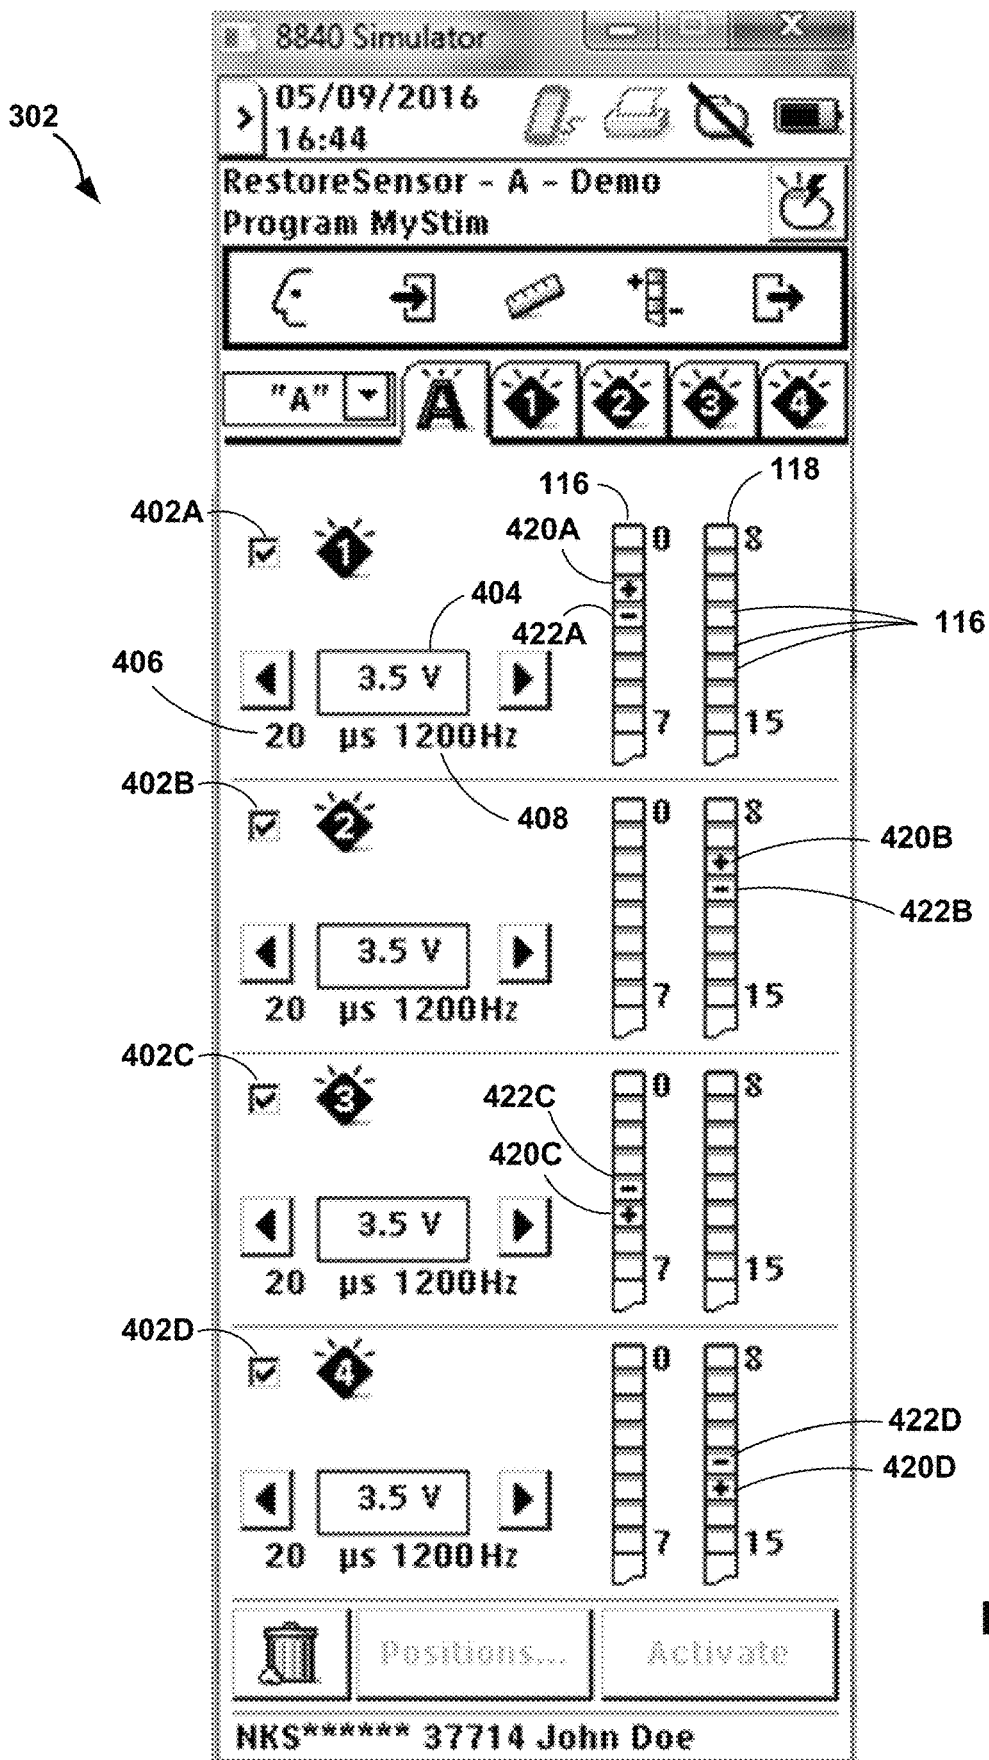 8840 Simulator
302
05/09/2016
16:44
RestoreSensor - A - Demo
Program MyStim
+ -
"A" A 1 2 3 4
116 118
402A 1 420A 0 8
+
404 422A - 116
406 3.5 V
20 µs 1200Hz 7 15
402B 2 408 0 8
+ 420B
- 422B
3.5 V
20 µs 1200Hz 7 15
402C 3 422C 0 8
420C -
+
3.5 V
20 µs 1200Hz 7 15
402D 4 0 8
- 422D
+ 420D
3.5 V
20 µs 1200Hz 7 15
Positions... Activate
NKS****** 37714 John Doe